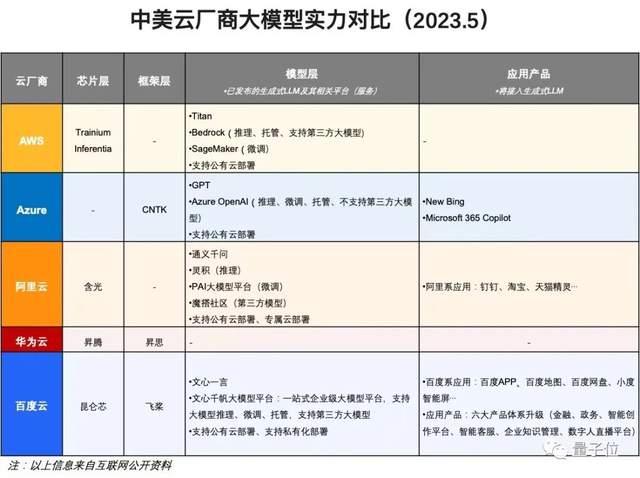 中美云厂商大模型实力对比（2023.5）
云厂商 芯片层 框架层 模型层 应用产品
•已发布的生成式LLM及其相关平台（服务） •将接入生成式LLM
AWS
Trainium
Inferentia
-
•Titan
•Bedrock（推理、托管、支持第三方大模型）
•SageMaker（微调）
•支持公有云部署
-
Azure
-
CNTK
•GPT
•Azure OpenAI（推理、微调、托管、不支持第三方大模
型）
•支持公有云部署
•New Bing
•Microsoft 365 Copilot
阿里云
含光
-
•通义千问
•灵积（推理）
•PAI大模型平台（微调）
•魔搭社区（第三方模型）
•支持公有云部署、专属云部署
•阿里系应用：钉钉、淘宝、天猫精灵…
华为云
昇腾
昇思
-
-
百度云
昆仑芯
飞桨
•文心一言
•文心千帆大模型平台：一站式企业级大模型平台，支持
大模型推理、微调、托管，支持第三方大模型
•支持公有云部署、支持私有化部署
•百度系应用：百度APP、百度地图、百度网盘、小度
智能屏…
•应用产品：六大产品体系升级（金融、政务、智能创
作平台、智能客服、企业知识管理、数字人直播平台）
量子位
注：以上信息来自互联网公开资料